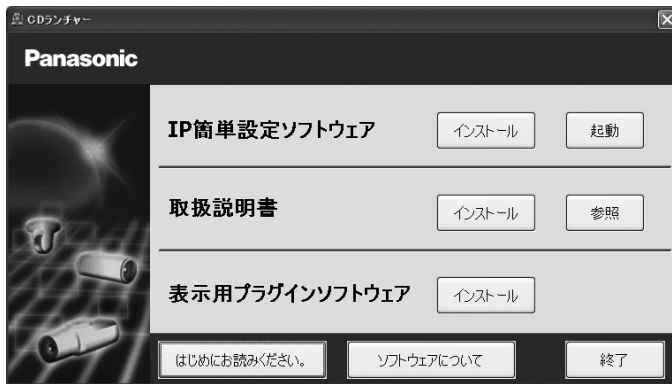 CDランチャー
Panasonic
IP簡単設定ソフトウェア インストール 起動
取扱説明書 インストール 参照
表示用プラグインソフトウェア インストール
はじめにお読みください。 ソフトウェアについて 終了